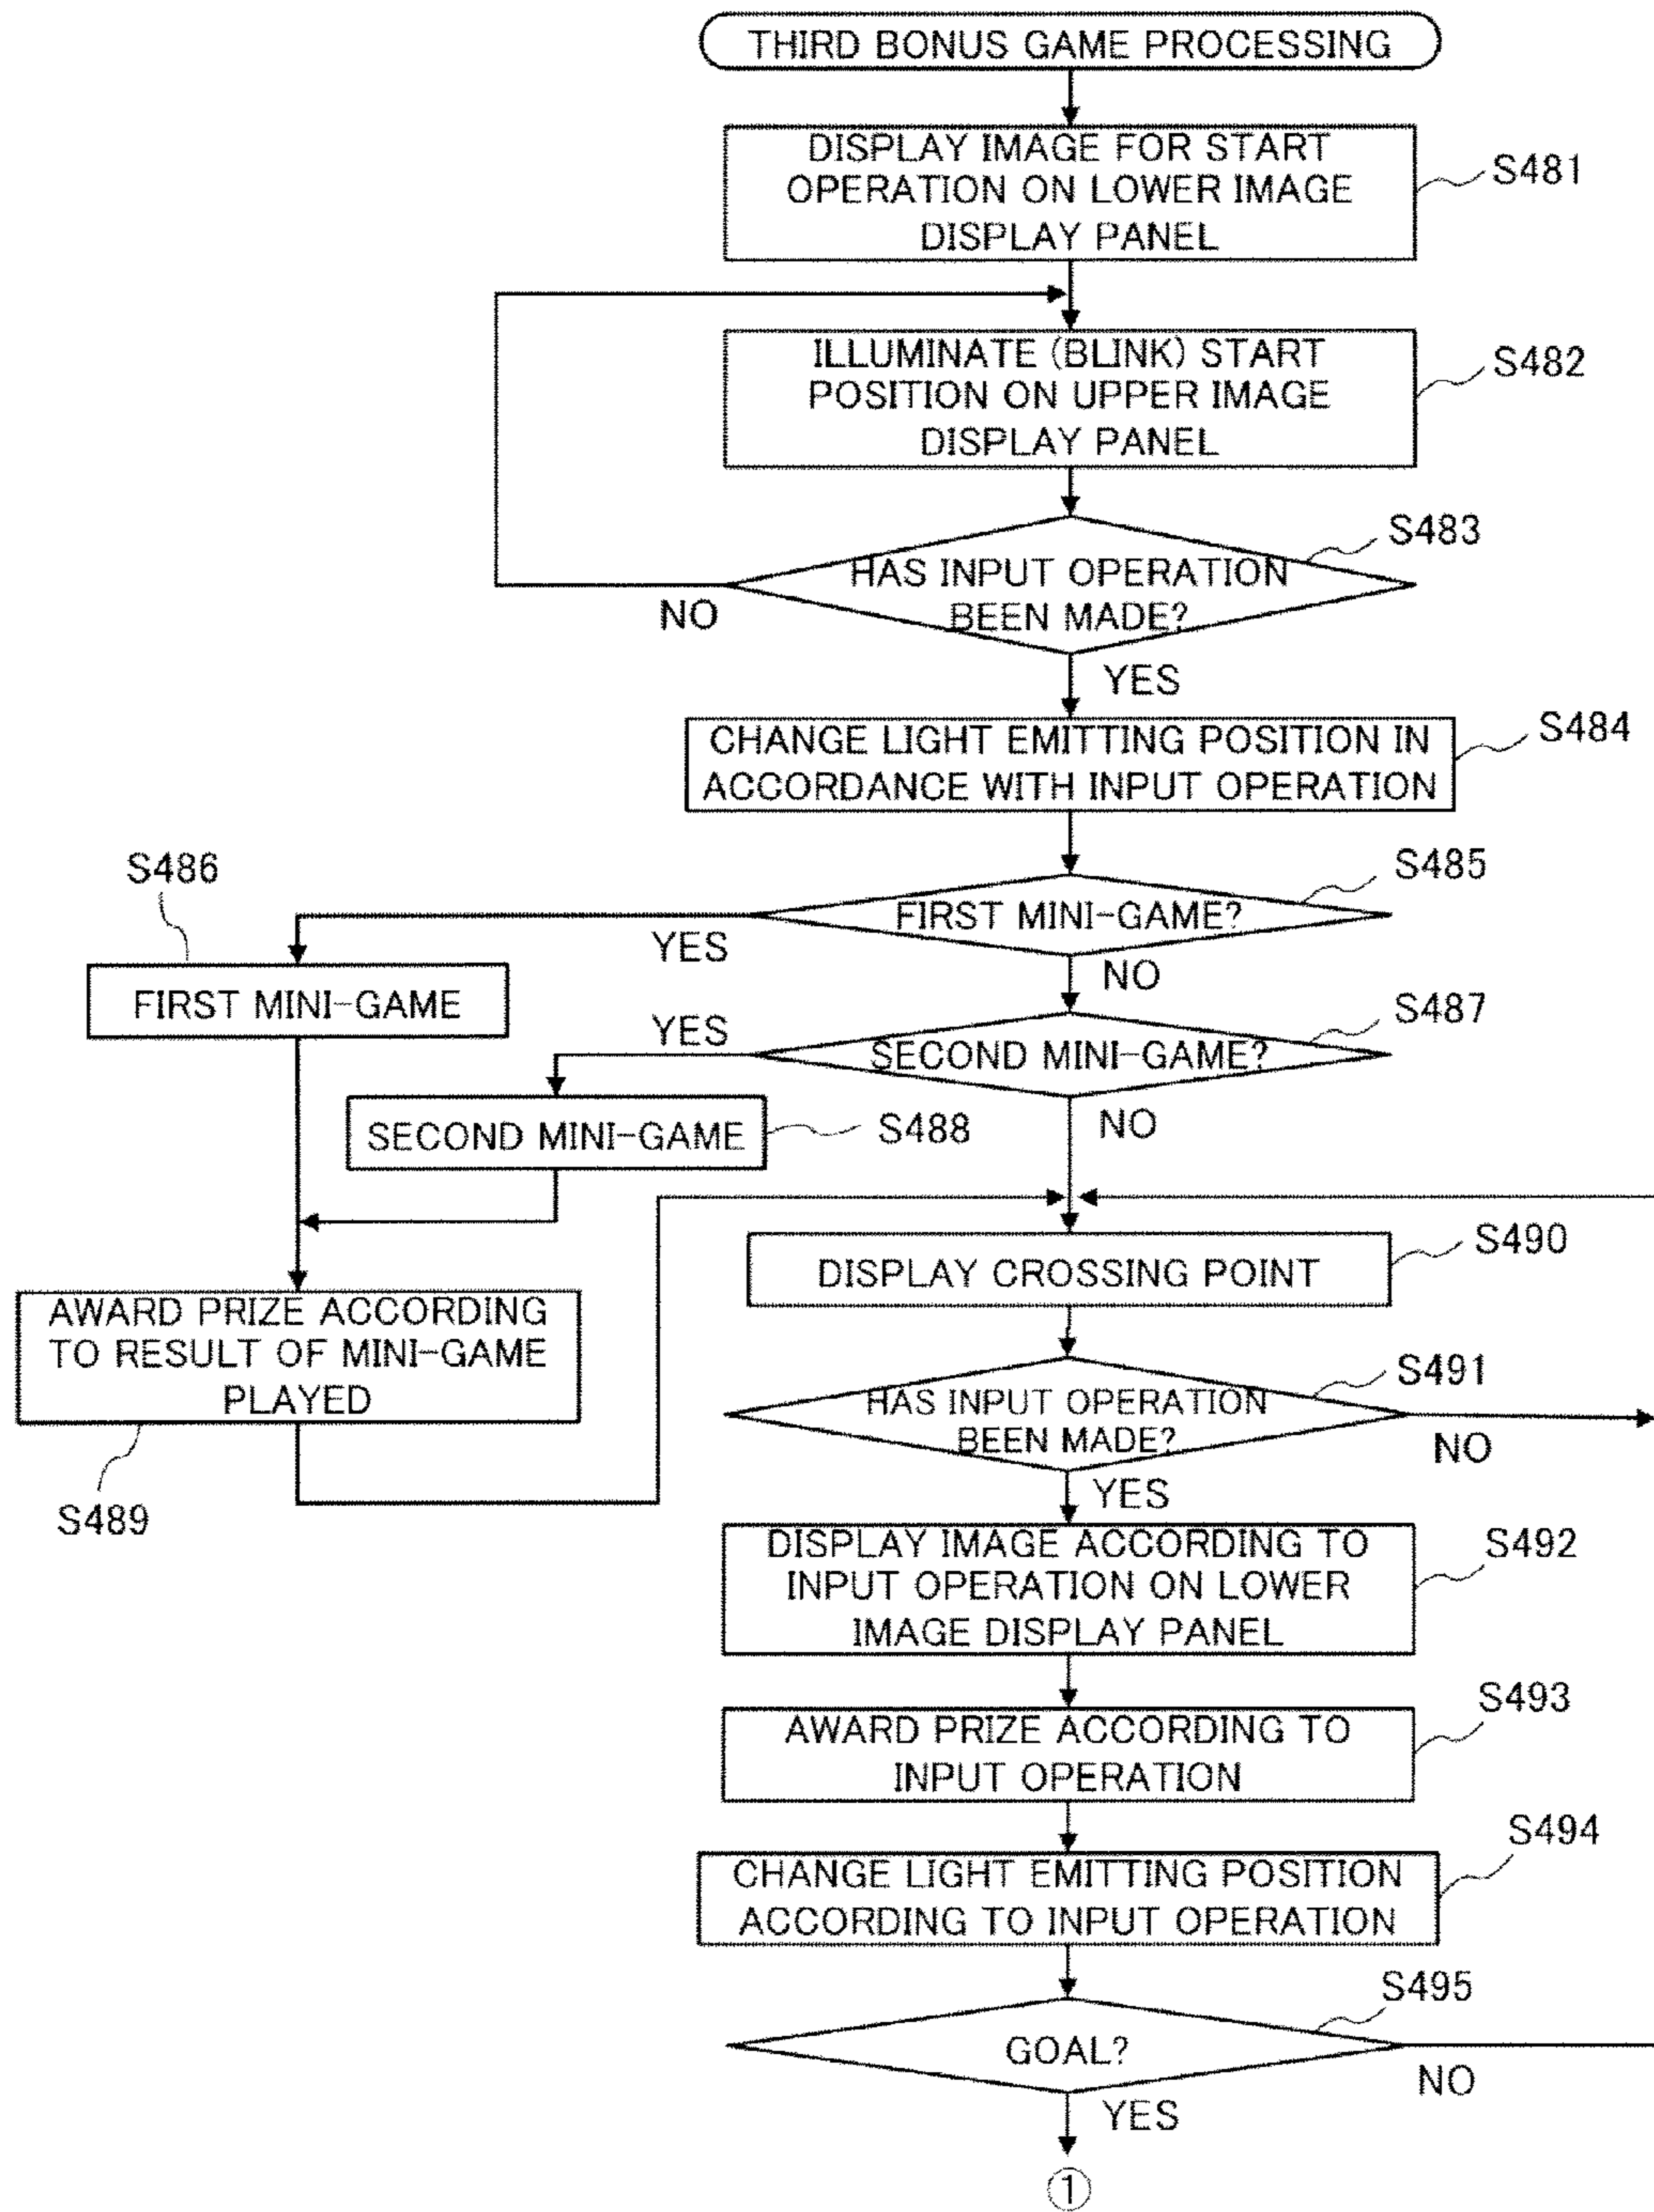 THIRD BONUS GAME PROCESSING
DISPLAY IMAGE FOR START
OPERATION ON LOWER IMAGE
DISPLAY PANEL
S481
ILLUMINATE (BLINK) START
POSITION ON UPPER IMAGE
DISPLAY PANEL
S482
S483
HAS INPUT OPERATION
BEEN MADE?
NO
YES
CHANGE LIGHT EMITTING POSITION IN
ACCORDANCE WITH INPUT OPERATION
S484
S485
FIRST MINI-GAME?
YES
NO
S486
FIRST MINI-GAME
S487
SECOND MINI-GAME?
YES
NO
SECOND MINI-GAME
S488
S490
DISPLAY CROSSING POINT
AWARD PRIZE ACCORDING
TO RESULT OF MINI-GAME
PLAYED
S489
S491
HAS INPUT OPERATION
BEEN MADE?
NO
YES
DISPLAY IMAGE ACCORDING TO
INPUT OPERATION ON LOWER
IMAGE DISPLAY PANEL
S492
S493
AWARD PRIZE ACCORDING TO
INPUT OPERATION
S494
CHANGE LIGHT EMITTING POSITION
ACCORDING TO INPUT OPERATION
S495
GOAL?
NO
YES
①